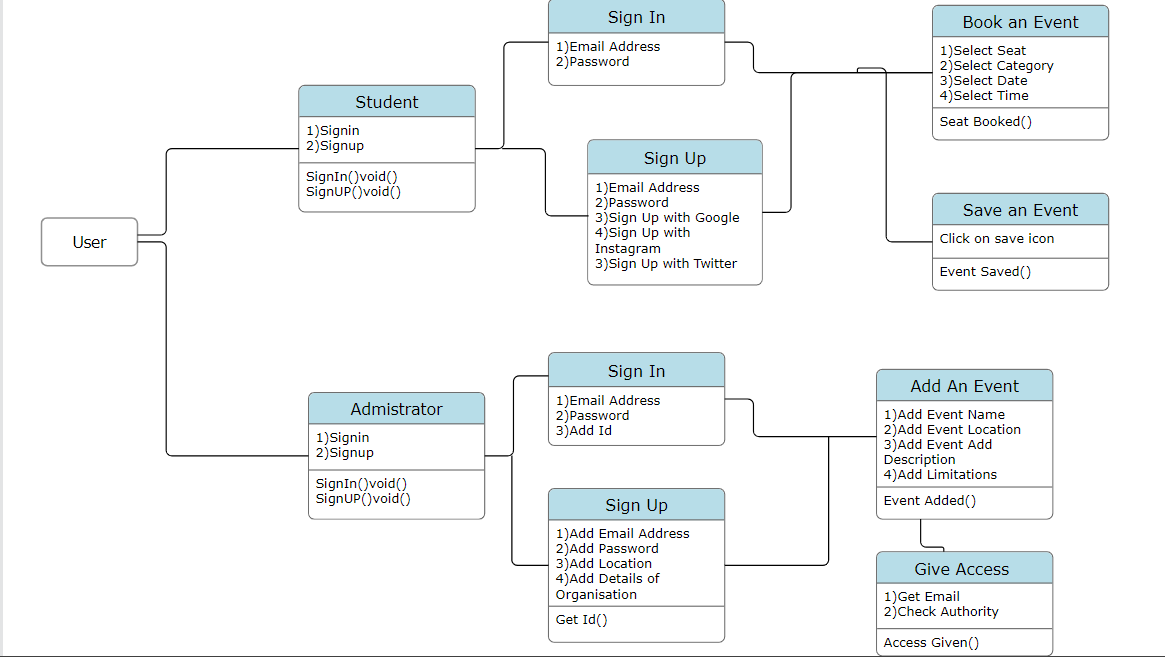 User
Student
1)Signin
2)Signup
SignIn()void()
SignUP()void()
Sign In
1)Email Address
2)Password
Sign Up
1)Email Address
2)Password
3)Sign Up with Google
4)Sign Up with
Instagram
3)Sign Up with Twitter
Book an Event
1)Select Seat
2)Select Category
3)Select Date
4)Select Time
Seat Booked()
Save an Event
Click on save icon
Event Saved()
Admistrator
1)Signin
2)Signup
SignIn()void()
SignUP()void()
Sign In
1)Email Address
2)Password
3)Add Id
Sign Up
1)Add Email Address
2)Add Password
3)Add Location
4)Add Details of
Organisation
Get Id()
Add An Event
1)Add Event Name
2)Add Event Location
3)Add Event Add
Description
4)Add Limitations
Event Added()
Give Access
1)Get Email
2)Check Authority
Access Given()